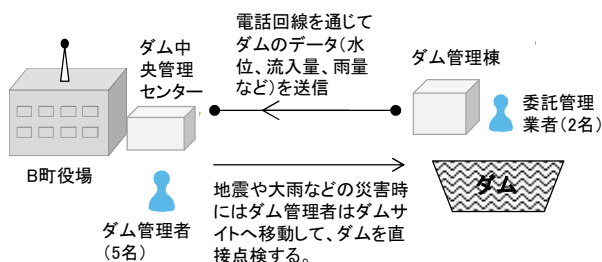 電話回線を通じて
ダムのデータ(水
位、流入量、雨量
など)を送信
ダム中
央管理
センター
ダム管理棟
委託管理
業者(2名)
B町役場
ダム
ダム管理者
(5名)
地震や大雨などの災害時
にはダム管理者はダムサ
イトへ移動して、ダムを直
接点検する。